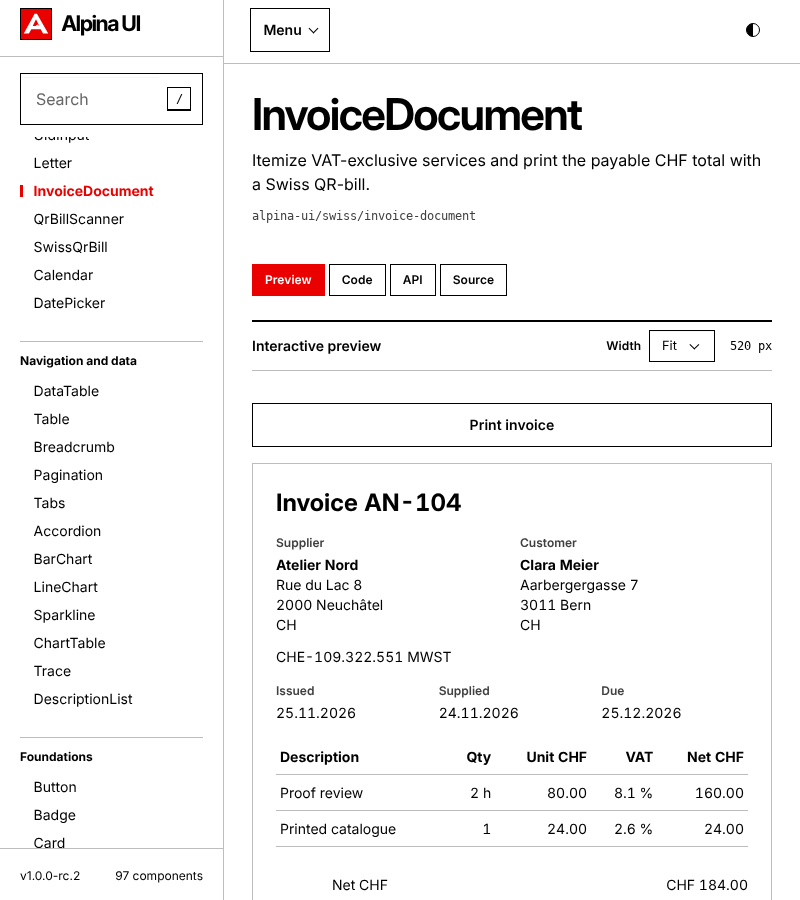 Alpina UI
Search
/
UidInput
Letter
InvoiceDocument
QrBillScanner
SwissQrBill
Calendar
DatePicker
Navigation and data
DataTable
Table
Breadcrumb
Pagination
Tabs
Accordion
BarChart
LineChart
Sparkline
ChartTable
Trace
DescriptionList
Foundations
Button
Badge
Card
v1.0.0-rc.2 97 components
Menu
InvoiceDocument
Itemize VAT-exclusive services and print the payable CHF total with
a Swiss QR-bill.
alpina-ui/swiss/invoice-document
Preview Code API Source
Interactive preview Width Fit 520 px
Print invoice
Invoice AN-104
Supplier Customer
Atelier Nord Clara Meier
Rue du Lac 8 Aarbergergasse 7
2000 Neuchâtel 3011 Bern
CH CH
CHE-109.322.551 MWST
Issued Supplied Due
25.11.2026 24.11.2026 25.12.2026
Description Qty Unit CHF VAT Net CHF
Proof review 2 h 80.00 8.1 % 160.00
Printed catalogue 1 24.00 2.6 % 24.00
Net CHF CHF 184.00